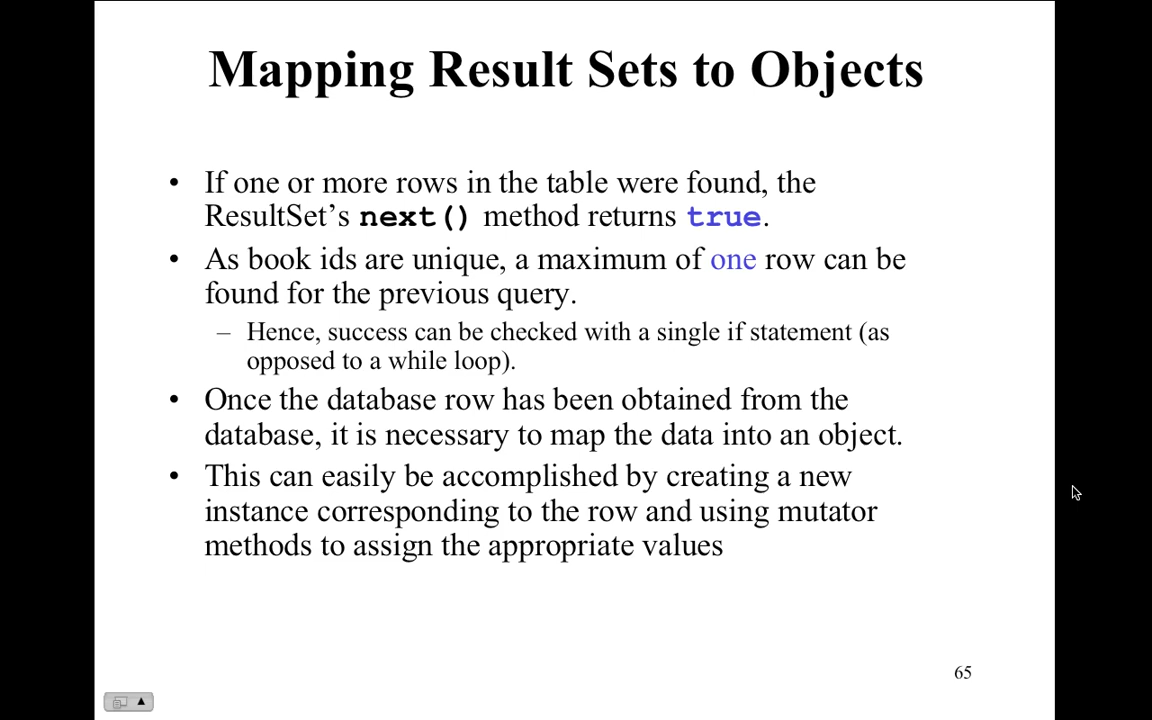 Mapping Result Sets to Objects
• If one or more rows in the table were found, the
ResultSet’s next() method returns true.
• As book ids are unique, a maximum of one row can be
found for the previous query.
– Hence, success can be checked with a single if statement (as
opposed to a while loop).
• Once the database row has been obtained from the
database, it is necessary to map the data into an object.
• This can easily be accomplished by creating a new
instance corresponding to the row and using mutator
methods to assign the appropriate values
65